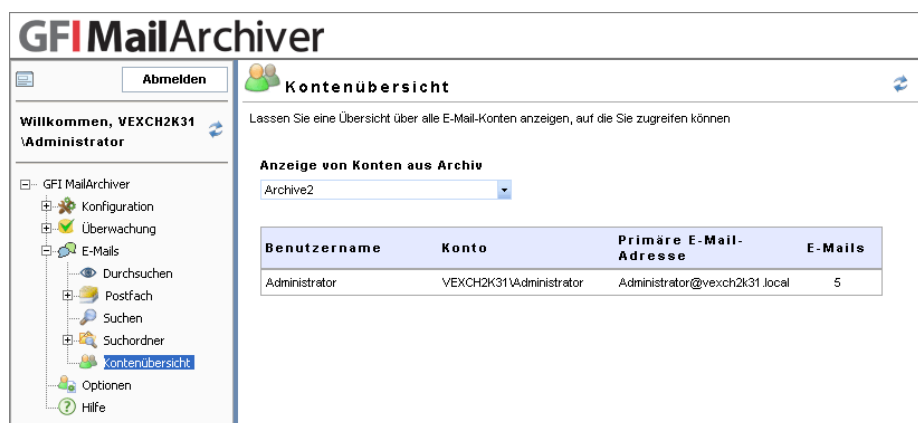 GFI MailArchiver
Abmelden
Willkommen, VEXCH2K31
\Administrator
GFI MailArchiver
Konfiguration
Überwachung
E-Mails
Durchsuchen
Postfach
Suchen
Suchordner
Kontenübersicht
Optionen
Hilfe
Kontenübersicht
Lassen Sie eine Übersicht über alle E-Mail-Konten anzeigen, auf die Sie zugreifen können
Anzeige von Konten aus Archiv
Archive2
Benutzername Konto Primäre E-Mail-Adresse E-Mails
Administrator VEXCH2K31\Administrator Administrator@vexch2k31.local 5